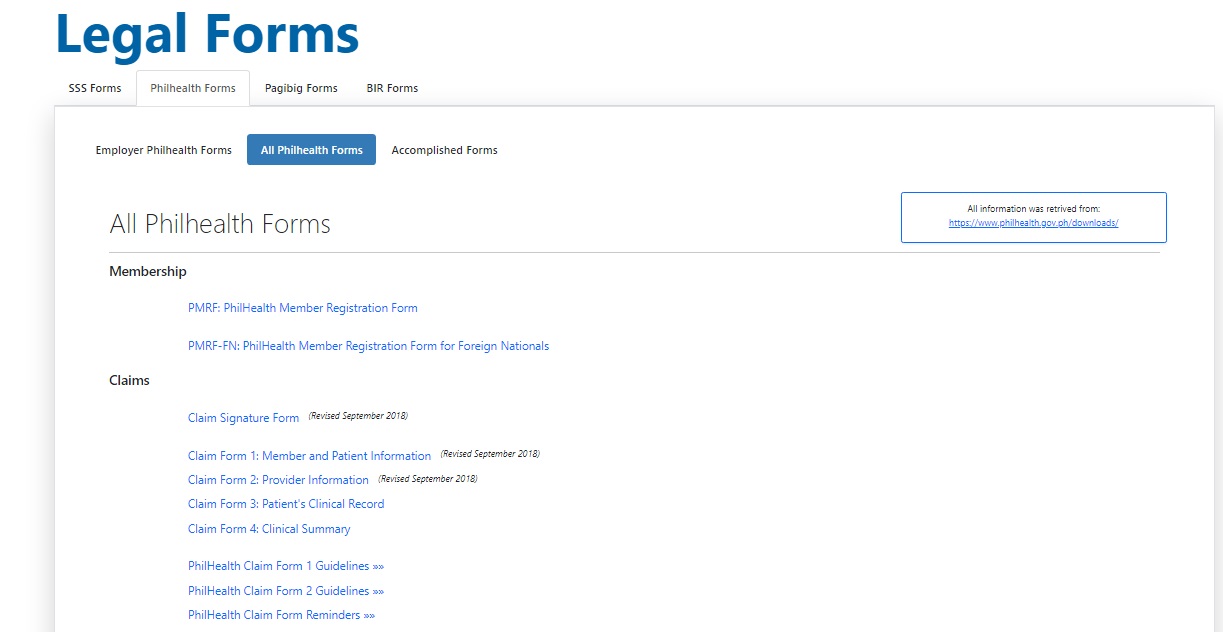 Legal Forms
SSS Forms Philhealth Forms Pagibig Forms BIR Forms
Employer Philhealth Forms All Philhealth Forms Accomplished Forms
All Philhealth Forms
All information was retrived from:
https://www.philhealth.gov.ph/downloads/
Membership
PMRF: PhilHealth Member Registration Form
PMRF-FN: PhilHealth Member Registration Form for Foreign Nationals
Claims
Claim Signature Form (Revised September 2018)
Claim Form 1: Member and Patient Information (Revised September 2018)
Claim Form 2: Provider Information (Revised September 2018)
Claim Form 3: Patient's Clinical Record
Claim Form 4: Clinical Summary
PhilHealth Claim Form 1 Guidelines »»
PhilHealth Claim Form 2 Guidelines »»
PhilHealth Claim Form Reminders »»